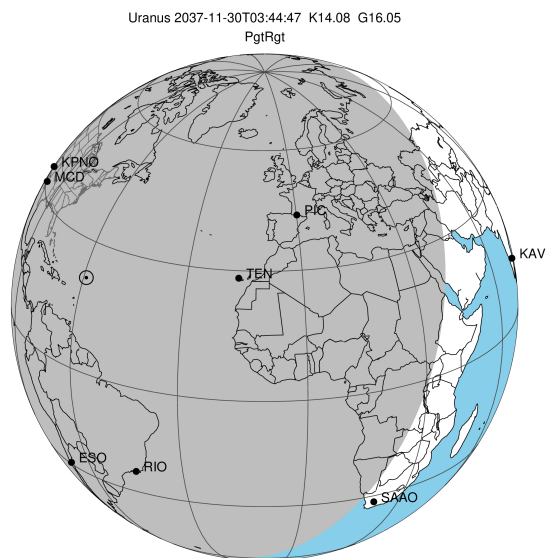 Uranus 2037-11-30T03:44:47 K14.08 G16.05
PgtRgt
KPNO
MCD
PIC
KAV
TEN
ESO
RIO
SAAO